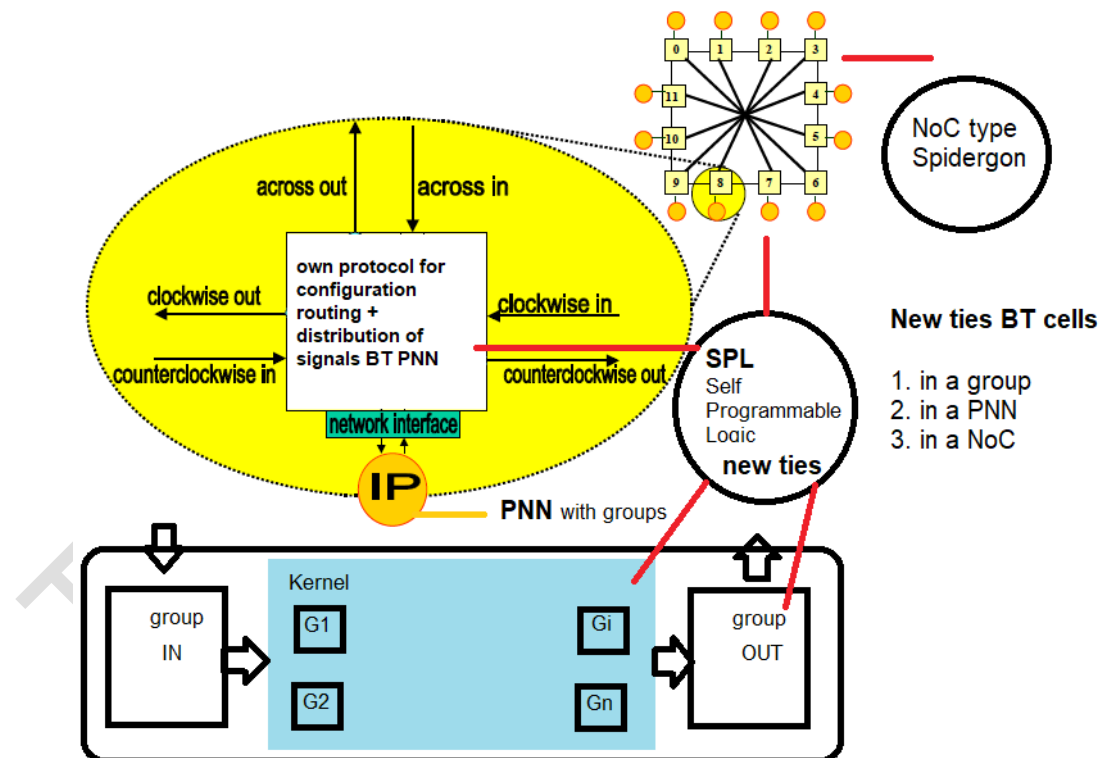 0 1 2 3
11 4
10 5
9 8 7 6
NoC type
Spidergon
across out
across in
own protocol for
configuration
routing +
distribution of
signals BT PNN
clockwise out
clockwise in
counterclockwise in
counterclockwise out
network interface
IP
PNN with groups
SPL
Self
Programmable
Logic
new ties
New ties BT cells
1. in a group
2. in a PNN
3. in a NoC
group
IN
Kernel
G1
G2
Gi
Gn
group
OUT